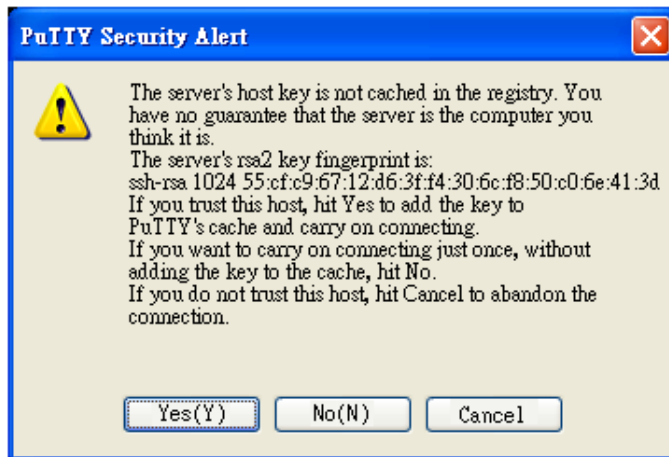 PuTTY Security Alert
The server's host key is not cached in the registry. You
have no guarantee that the server is the computer you
think it is.
The server's rsa2 key fingerprint is:
ssh-rsa 1024 55:cf:c9:67:12:d6:3f:f4:30:6c:f8:50:c0:6e:41:3d
If you trust this host, hit Yes to add the key to
PuTTY's cache and carry on connecting.
If you want to carry on connecting just once, without
adding the key to the cache, hit No.
If you do not trust this host, hit Cancel to abandon the
connection.
Yes(Y) No(N) Cancel